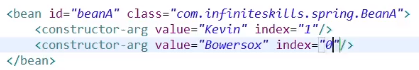 <bean id="beanA" class="com.infiniteskills.spring.BeanA">
<constructor-arg value="Kevin" index="1"/>
<constructor-arg value="Bowersox" index="0"/>
</bean>